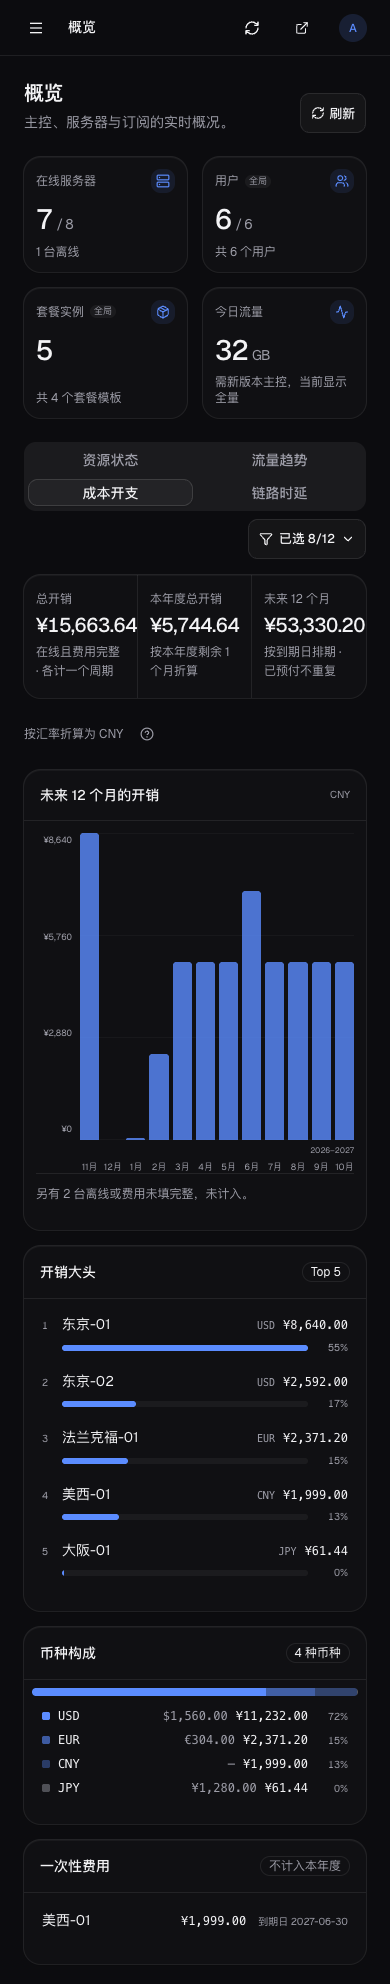 概览
A
概览
主控、服务器与订阅的实时概况。
刷新
在线服务器
7 / 8
1 台离线
用户 全局
6 / 6
共 6 个用户
套餐实例 全局
5
共 4 个套餐模板
今日流量
32 GB
需新版本主控，当前显示
全量
资源状态
流量趋势
成本开支
链路时延
已选 8/12
总开销
¥15,663.64
在线且费用完整
· 各计一个周期
本年度总开销
¥5,744.64
按本年度剩余 1
个月折算
未来 12 个月
¥53,330.20
按到期日排期 ·
已预付不重复
按汇率折算为 CNY
未来 12 个月的开销
CNY
¥8,640
¥5,760
¥2,880
¥0
2026–2027
11月 12月 1月 2月 3月 4月 5月 6月 7月 8月 9月 10月
另有 2 台离线或费用未填完整，未计入。
开销大头
Top 5
1 东京-01 USD ¥8,640.00
55%
2 东京-02 USD ¥2,592.00
17%
3 法兰克福-01 EUR ¥2,371.20
15%
4 美西-01 CNY ¥1,999.00
13%
5 大阪-01 JPY ¥61.44
0%
币种构成
4 种币种
USD $1,560.00 ¥11,232.00 72%
EUR €304.00 ¥2,371.20 15%
CNY — ¥1,999.00 13%
JPY ¥1,280.00 ¥61.44 0%
一次性费用
不计入本年度
美西-01 ¥1,999.00 到期日 2027-06-30